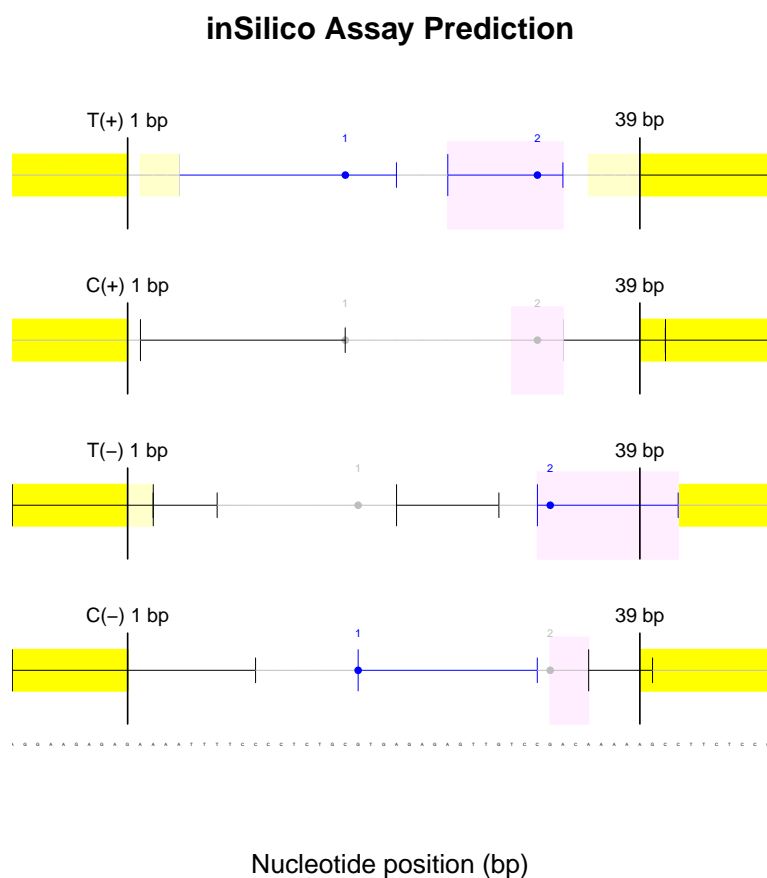 inSilico Assay Prediction
T(+) 1 bp 39 bp
1 2
C(+) 1 bp 39 bp
1 2
T(−) 1 bp 39 bp
1 2
C(−) 1 bp 39 bp
1 2
G G A A G A G A G A A A A T T T T C C C C T C T G C G T G A G A G A G T T G T C C G A C A A A A A G C C T T C T C C
Nucleotide position (bp)